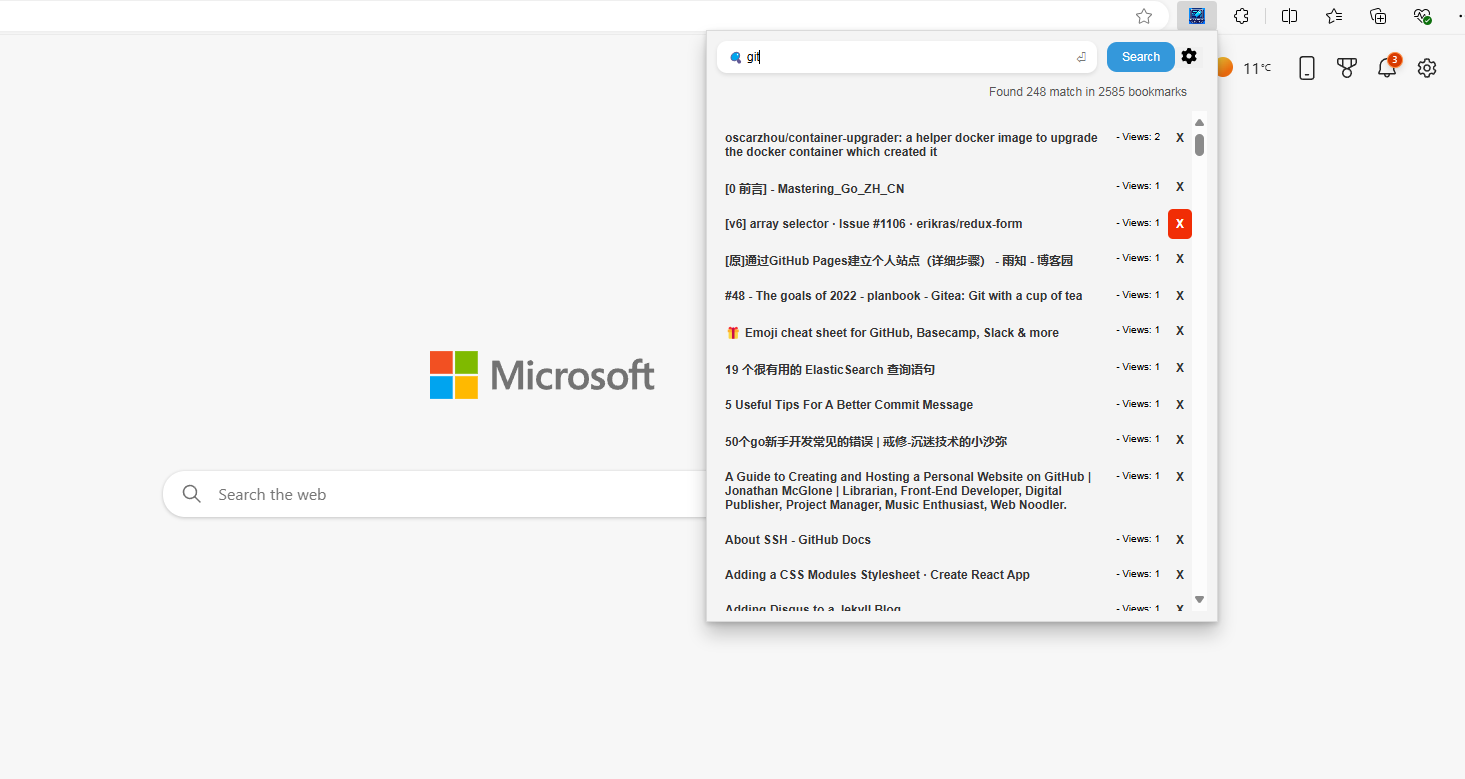 git
Search
11°C
3
Found 248 match in 2585 bookmarks
oscarzhou/container-upgrader: a helper docker image to upgrade
the docker container which created it
- Views: 2
X
[0 前言] - Mastering_Go_ZH_CN
- Views: 1
X
[v6] array selector · Issue #1106 · erikras/redux-form
- Views: 1
X
[原]通过GitHub Pages建立个人站点（详细步骤） - 雨知 - 博客园
- Views: 1
X
#48 - The goals of 2022 - planbook - Gitea: Git with a cup of tea
- Views: 1
X
🎁 Emoji cheat sheet for GitHub, Basecamp, Slack & more
- Views: 1
X
19 个很有用的 ElasticSearch 查询语句
- Views: 1
X
5 Useful Tips For A Better Commit Message
- Views: 1
X
50个go新手开发常见的错误 | 戒修-沉迷技术的小沙弥
- Views: 1
X
A Guide to Creating and Hosting a Personal Website on GitHub |
Jonathan McGlone | Librarian, Front-End Developer, Digital
Publisher, Project Manager, Music Enthusiast, Web Noodler.
- Views: 1
X
About SSH - GitHub Docs
- Views: 1
X
Adding a CSS Modules Stylesheet · Create React App
- Views: 1
X
Adding Disqus to a Jekyll Blog
- Views: 1
X
Microsoft
Search the web